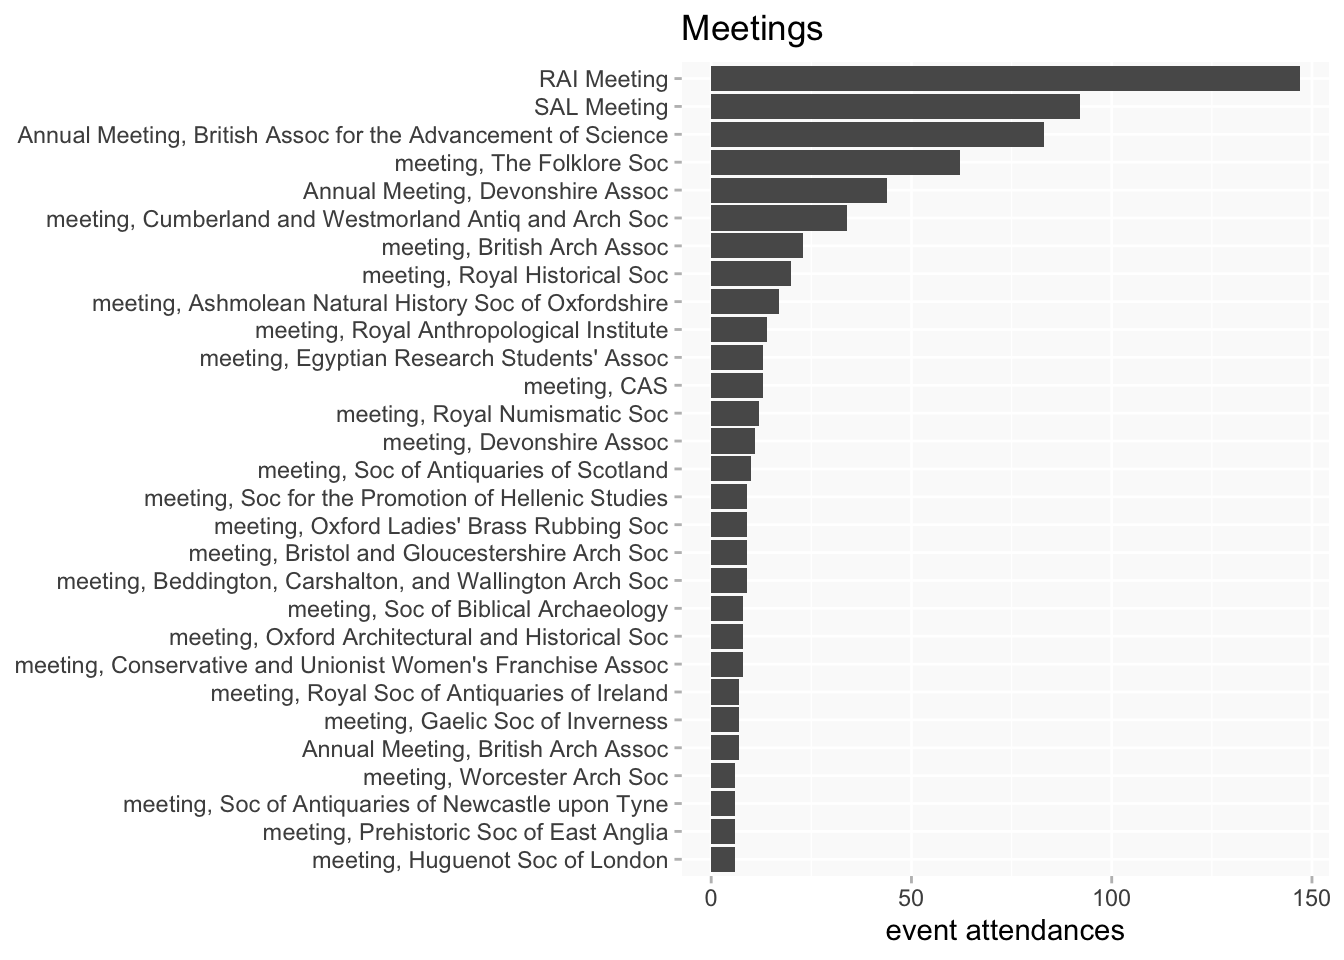 Meetings
RAI Meeting
SAL Meeting
Annual Meeting, British Assoc for the Advancement of Science
meeting, The Folklore Soc
Annual Meeting, Devonshire Assoc
meeting, Cumberland and Westmorland Antiq and Arch Soc
meeting, British Arch Assoc
meeting, Royal Historical Soc
meeting, Ashmolean Natural History Soc of Oxfordshire
meeting, Royal Anthropological Institute
meeting, Egyptian Research Students' Assoc
meeting, CAS
meeting, Royal Numismatic Soc
meeting, Devonshire Assoc
meeting, Soc of Antiquaries of Scotland
meeting, Soc for the Promotion of Hellenic Studies
meeting, Oxford Ladies' Brass Rubbing Soc
meeting, Bristol and Gloucestershire Arch Soc
meeting, Beddington, Carshalton, and Wallington Arch Soc
meeting, Soc of Biblical Archaeology
meeting, Oxford Architectural and Historical Soc
meeting, Conservative and Unionist Women's Franchise Assoc
meeting, Royal Soc of Antiquaries of Ireland
meeting, Gaelic Soc of Inverness
Annual Meeting, British Arch Assoc
meeting, Worcester Arch Soc
meeting, Soc of Antiquaries of Newcastle upon Tyne
meeting, Prehistoric Soc of East Anglia
meeting, Huguenot Soc of London
0 50 100 150
event attendances